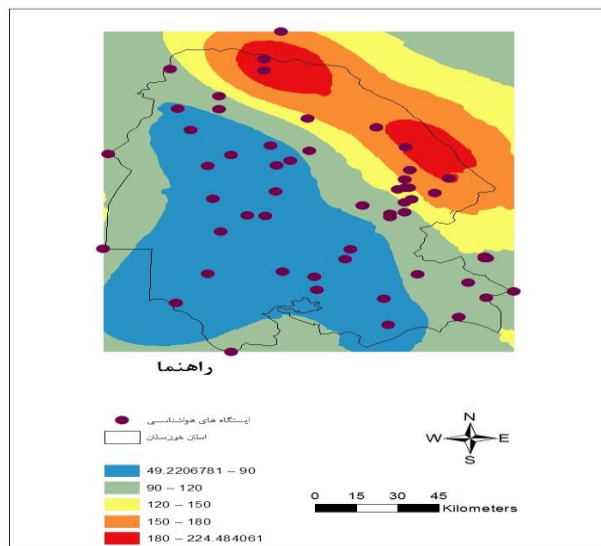 راهنما
ایستگاه های هواشناسی
استان خوزستان
49.2206781 – 90
90 – 120
120 – 150
150 – 180
180 – 224.484061
N
W E
S
0 15 30 45
Kilometers